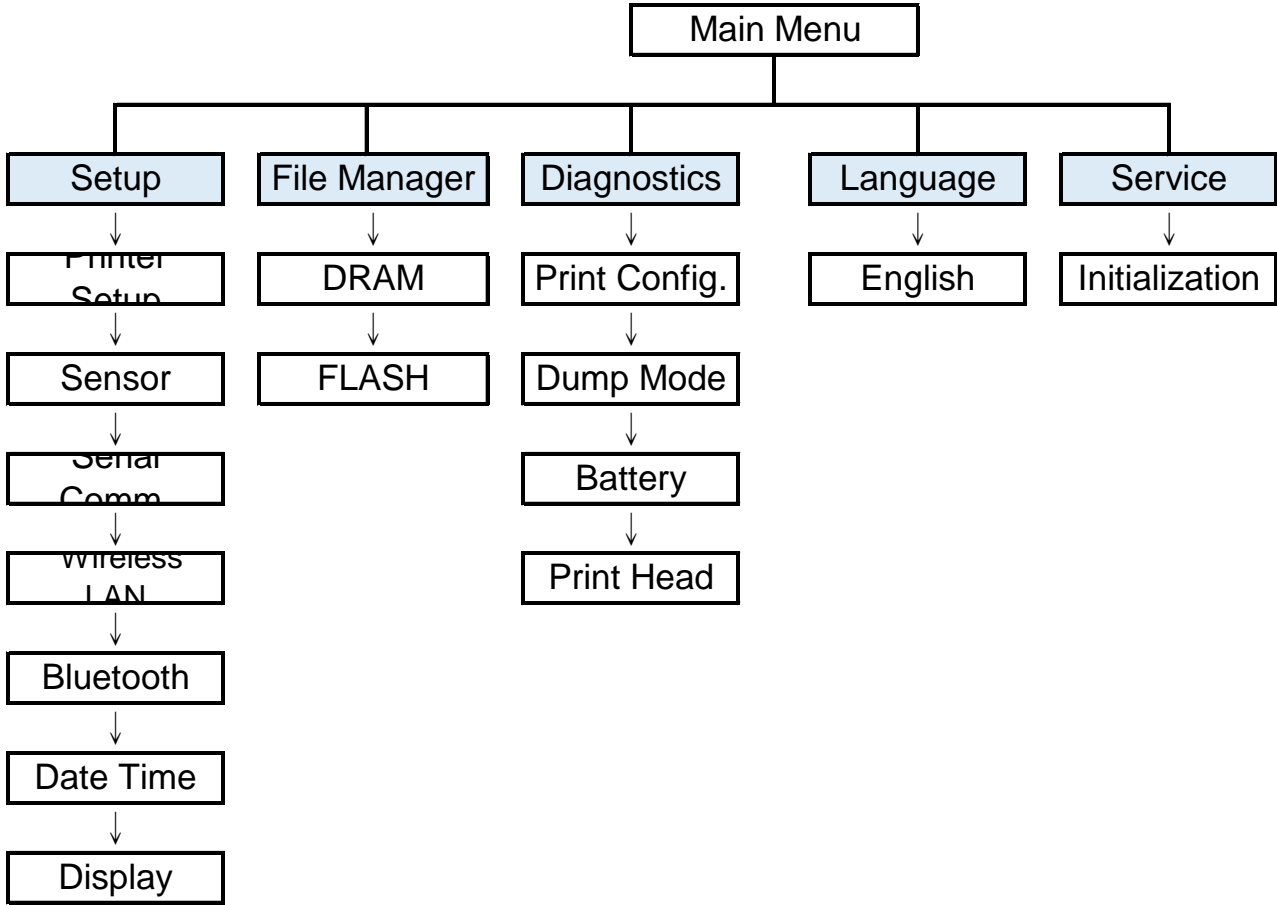 Main Menu
Setup
File Manager
Diagnostics
Language
Service
Printer
Setup
DRAM
Print Config.
English
Initialization
Sensor
FLASH
Dump Mode
Serial
Comm
Battery
Wireless
LAN
Print Head
Bluetooth
Date Time
Display